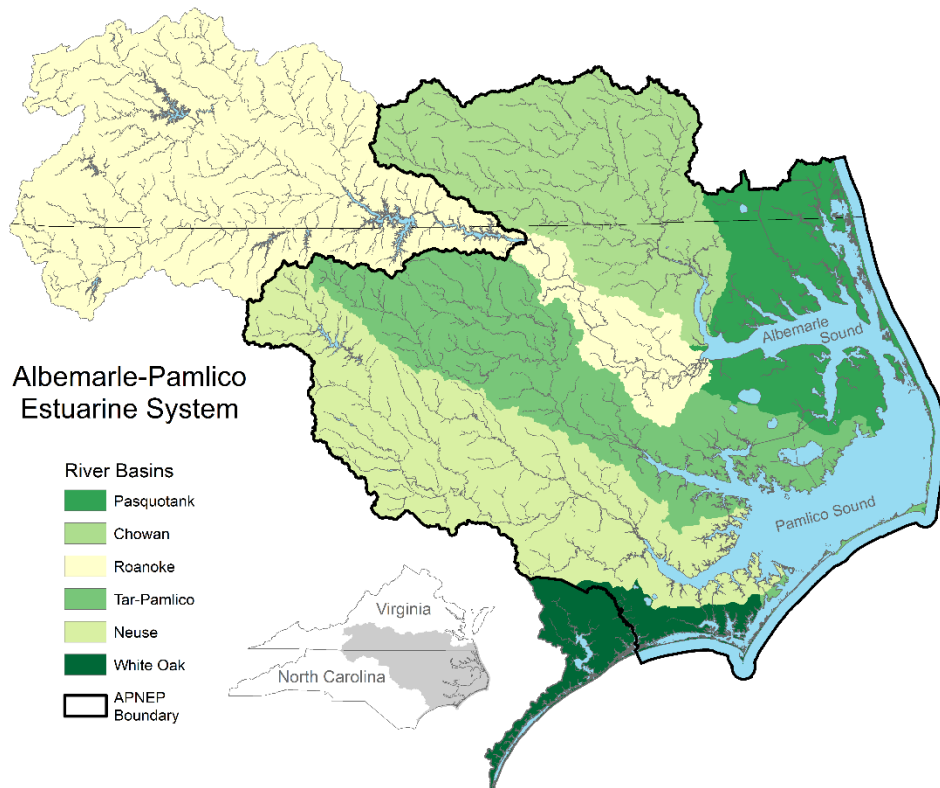 Albemarle-Pamlico
Estuarine System
River Basins
Pasquotank
Chowan
Roanoke
Tar-Pamlico
Neuse
White Oak
APNEP
Boundary
Virginia
North Carolina
Albemarle
Sound
Pamlico Sound